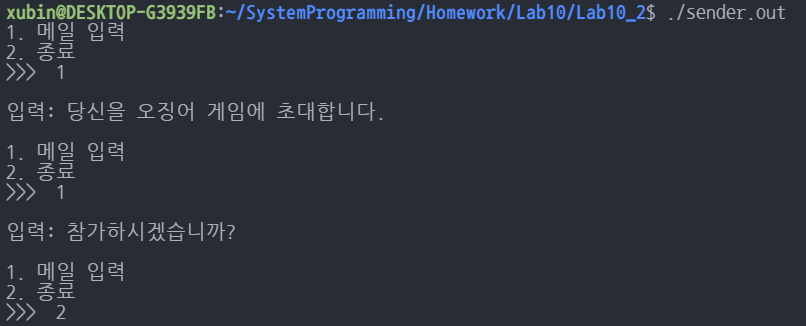 xubin@DESKTOP-G3939FB:~/SystemProgramming/Homework/Lab10/Lab10_2$ ./sender.out
1. 메일 입력
2. 종료
>>> 1
입력: 당신을 오징어 게임에 초대합니다.
1. 메일 입력
2. 종료
>>> 1
입력: 참가하시겠습니까?
1. 메일 입력
2. 종료
>>> 2